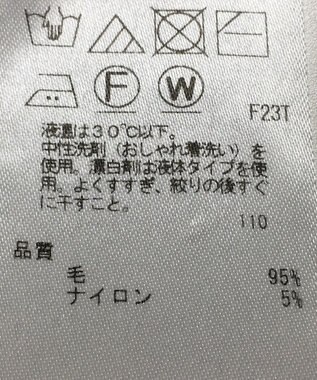 F W
F23T
液温は30℃以下。
中性洗剤(おしゃれ着洗い)を
使用。漂白剤は液体タイプを使
用。よくすすぎ、絞りの後すぐ
に干すこと。
110
品質
毛 95%
ナイロン 5%